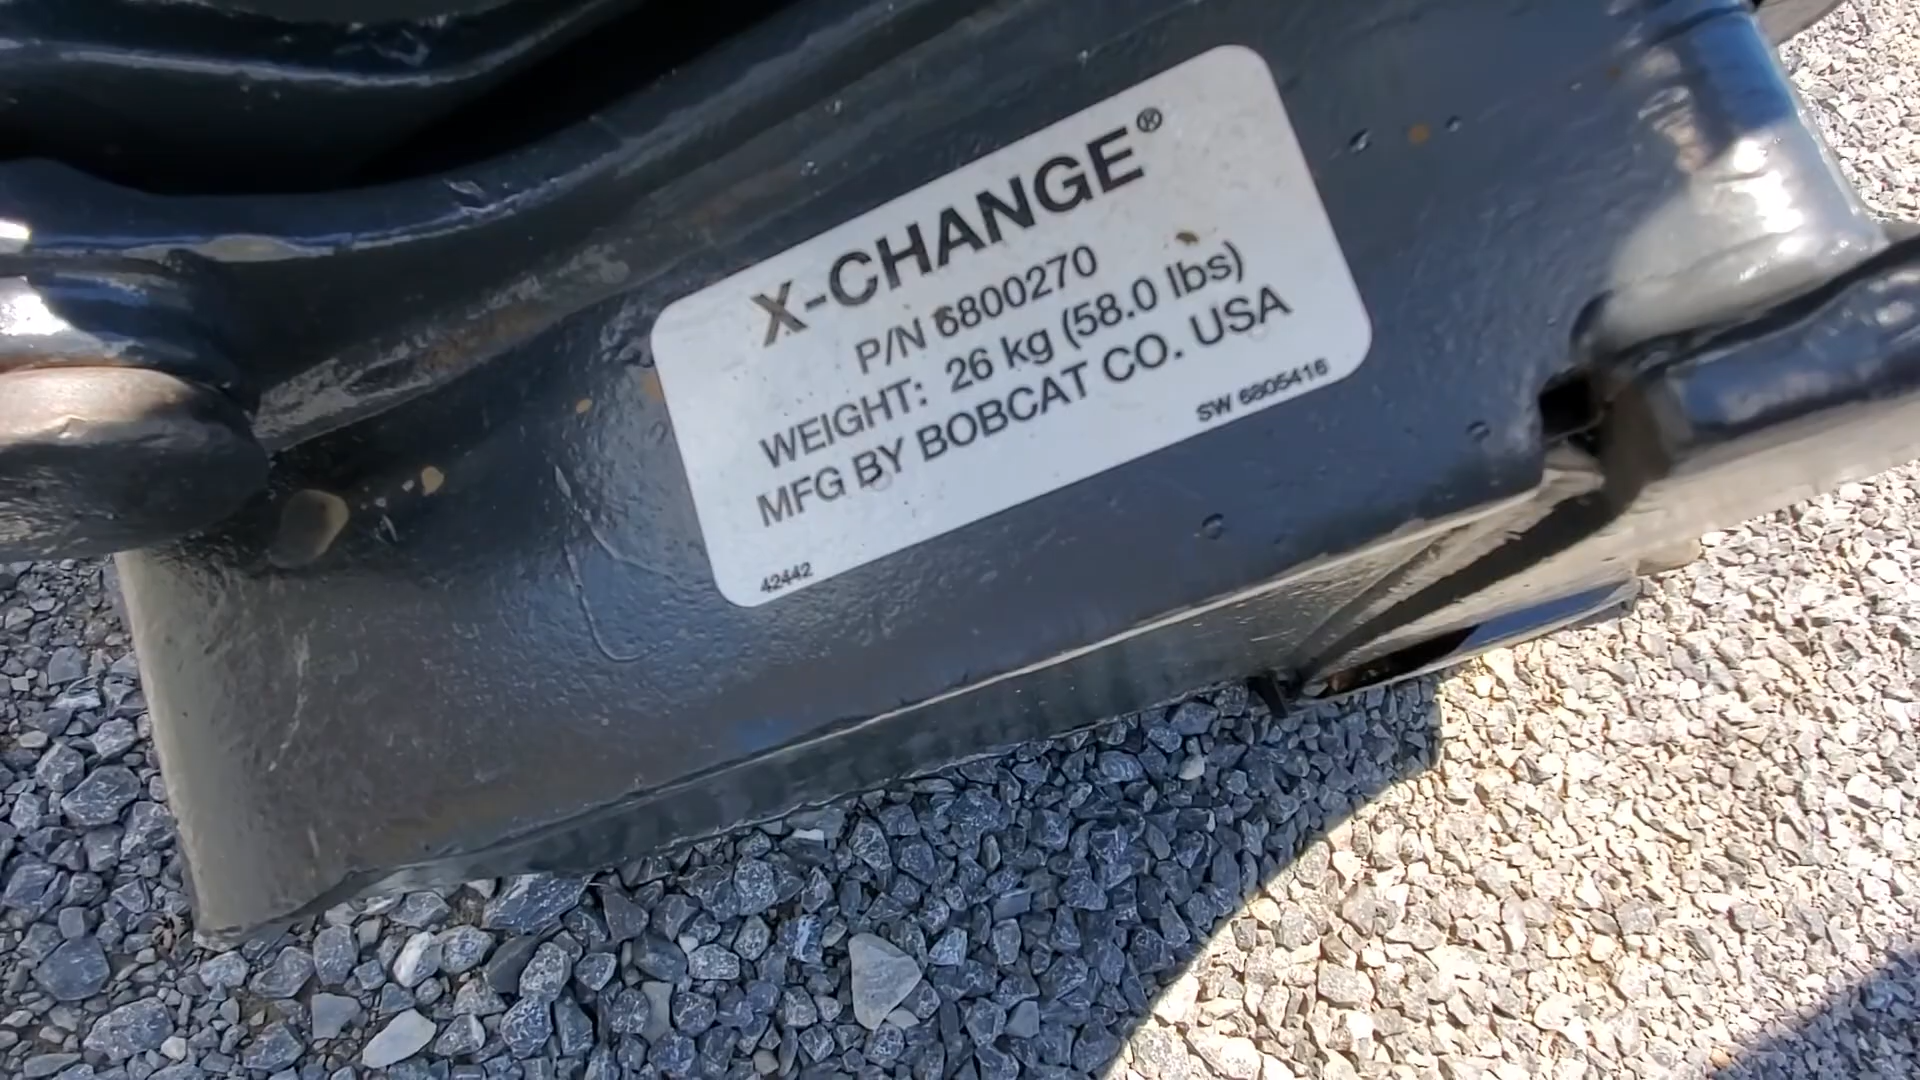 X-CHANGE®
P/N 6800270
WEIGHT: 26 kg (58.0 lbs)
MFG BY BOBCAT CO. USA
SW 6805416
42442